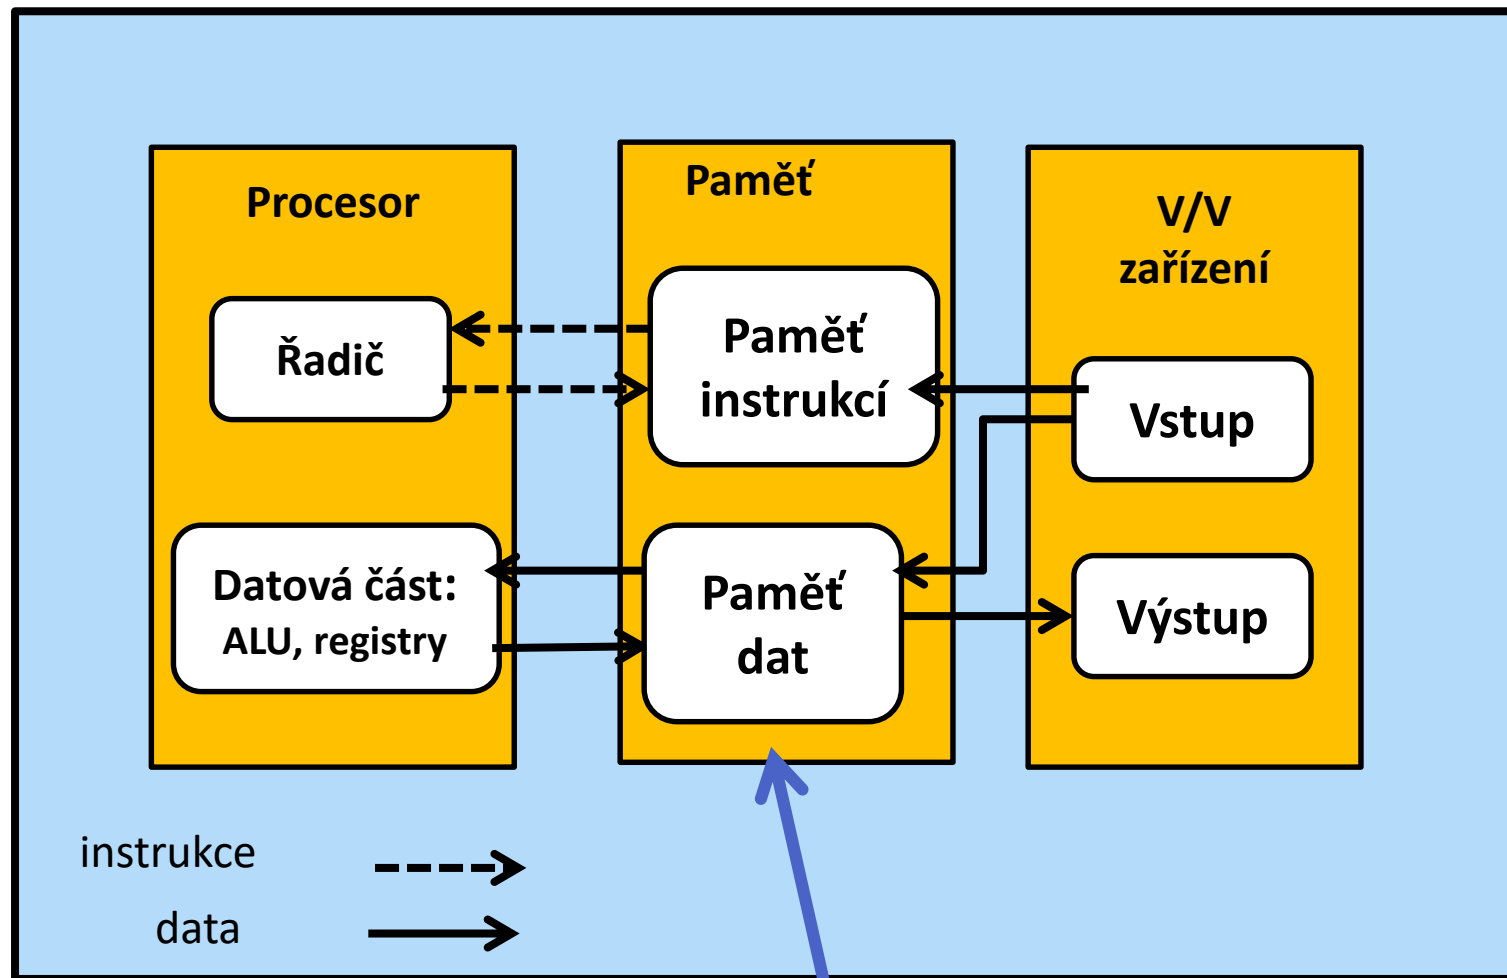 Procesor
Řadič
Datová část:
ALU, registry
Paměť
Paměť
instrukcí
Paměť
dat
V/V
zařízení
Vstup
Výstup
instrukce
data